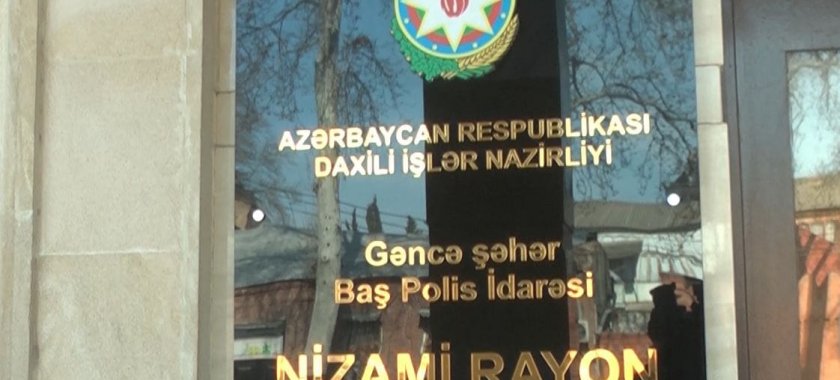 AZƏRBAYCAN RESPUBLİKASI
DAXİLİ İŞLƏR NAZİRLİYİ
Gəncə şəhər
Baş Polis İdarəsi
NİZAMİ RAYON